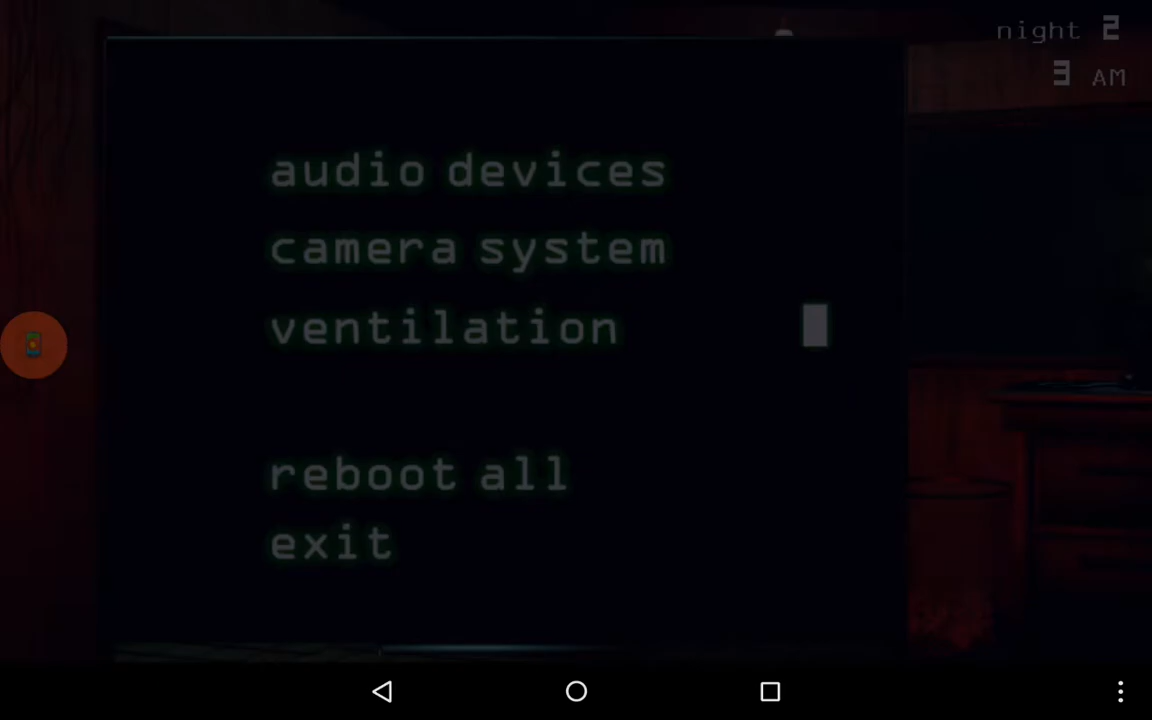 night 2
3 AM
audio devices
camera system
ventilation
reboot all
exit